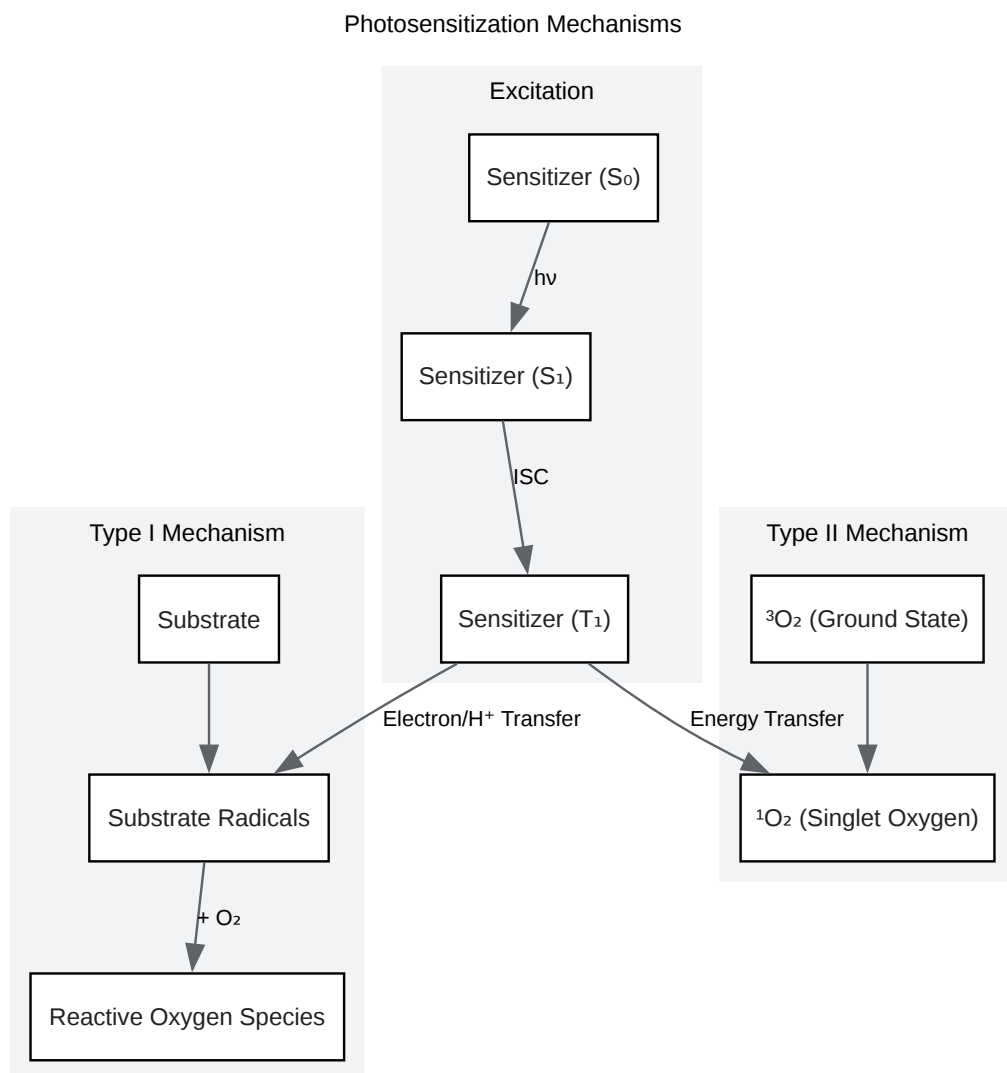 Photosensitization Mechanisms
Excitation
Sensitizer (S₀)
hν
Sensitizer (S₁)
ISC
Type I Mechanism
Type II Mechanism
Substrate
Sensitizer (T₁)
³O₂ (Ground State)
Electron/H⁺ Transfer
Energy Transfer
Substrate Radicals
¹O₂ (Singlet Oxygen)
+ O₂
Reactive Oxygen Species